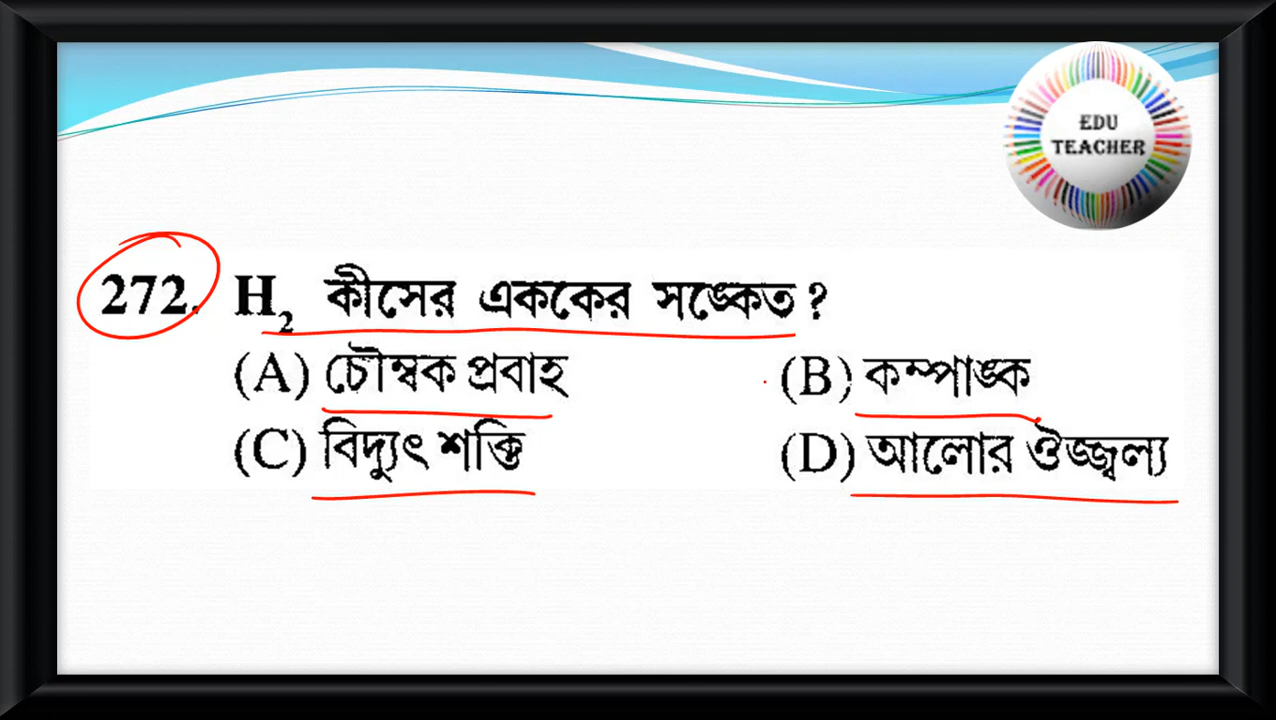 EDU
TEACHER
272. H₂ কীসের এককের সঙ্কেত?
(A) চৌম্বক প্রবাহ (B) কম্পাঙ্ক
(C) বিদ্যুৎ শক্তি (D) আলোর ঔজ্জ্বল্য